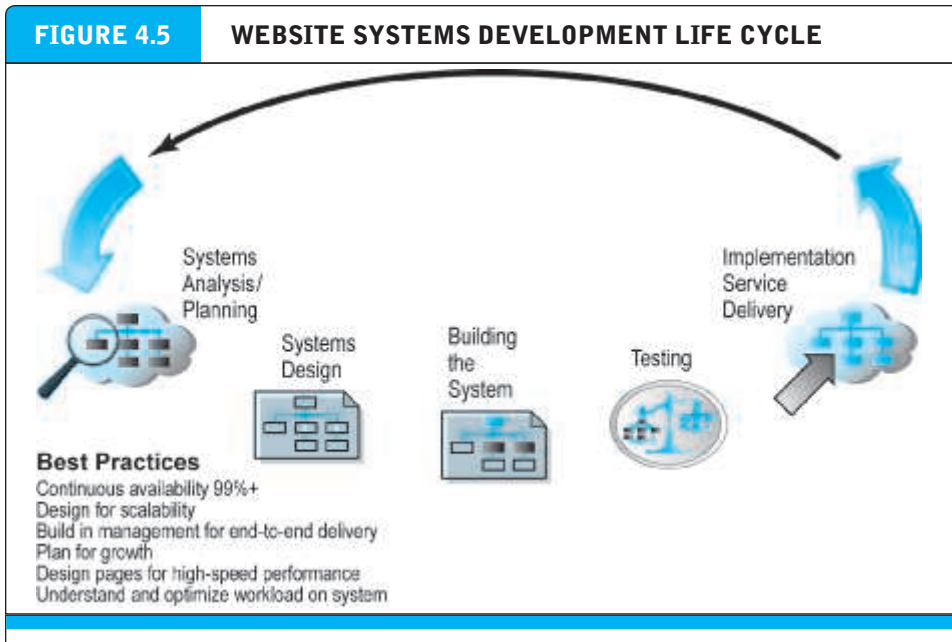 FIGURE 4.5 WEBSITE SYSTEMS DEVELOPMENT LIFE CYCLE
Systems
Analysis/
Planning
Systems
Design
Building
the
System
Testing
Implementation
Service
Delivery
Best Practices
Continuous availability 99%+
Design for scalability
Build in management for end-to-end delivery
Plan for growth
Design pages for high-speed performance
Understand and optimize workload on system